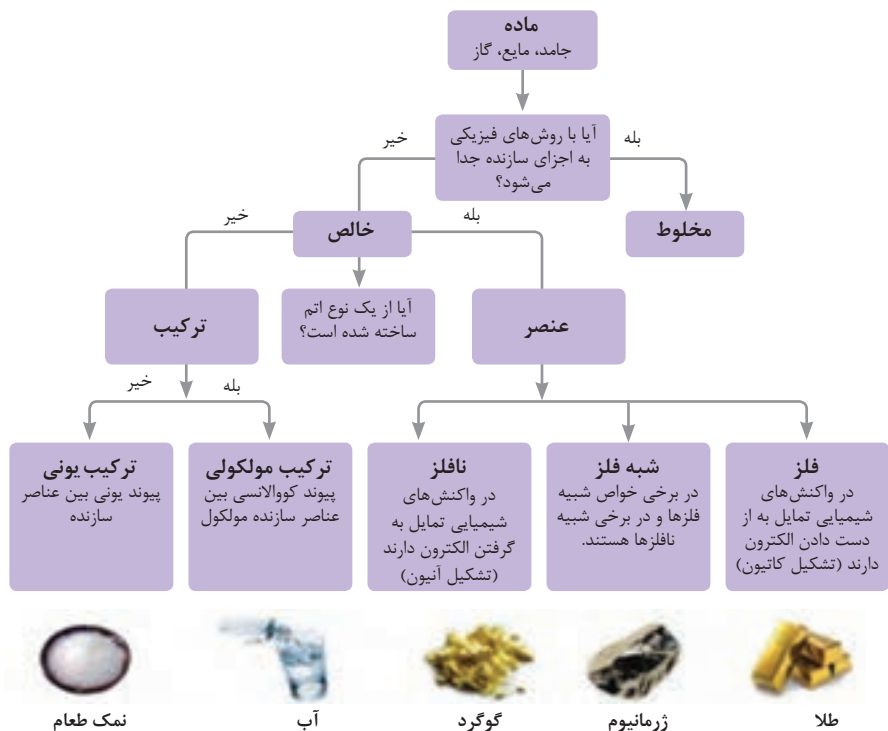 ماده
جامد، مایع، گاز
آیا با روش‌های فیزیکی
به اجزای سازنده جدا
می‌شود؟
بله
خیر
مخلوط
خالص
بله
خیر
آیا از یک نوع اتم
ساخته شده است؟
عنصر
ترکیب
بله
خیر
فلز
در واکنش‌های
شیمیایی تمایل به از
دست دادن الکترون
دارند (تشکیل کاتیون)
شبه فلز
در برخی خواص شبیه
فلزها و در برخی شبیه
نافلزها هستند.
نافلز
در واکنش‌های
شیمیایی تمایل به
گرفتن الکترون دارند
(تشکیل آنیون)
ترکیب مولکولی
پیوند کووالانسی بین
عناصر سازنده مولکول
ترکیب یونی
پیوند یونی بین عناصر
سازنده
طلا
ژرمانیوم
گوگرد
آب
نمک طعام